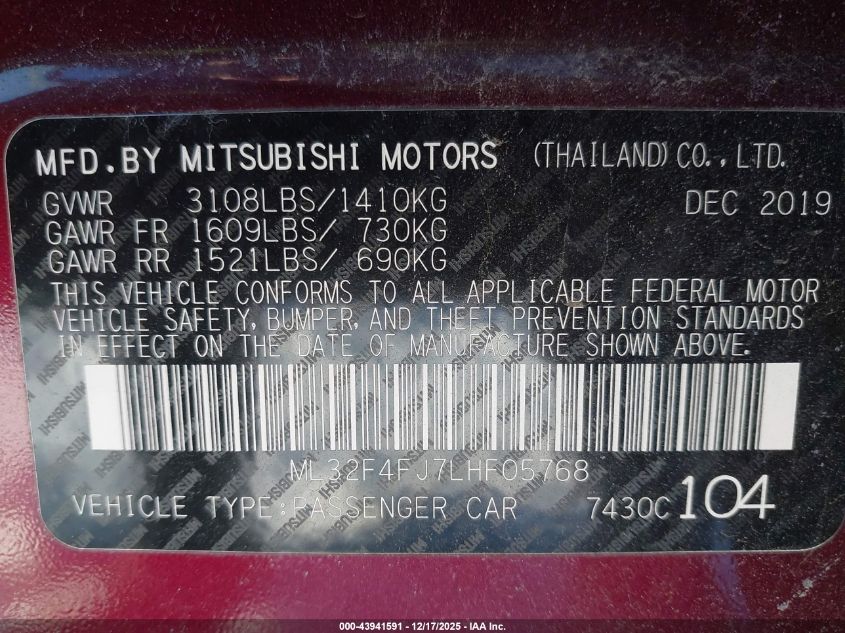 MFD.BY MITSUBISHI MOTORS (THAILAND) CO., LTD.
GVWR 3108LBS/1410KG DEC 2019
GAWR FR 1609LBS/ 730KG
GAWR RR 1521LBS/ 690KG
THIS VEHICLE CONFORMS TO ALL APPLICABLE FEDERAL MOTOR
VEHICLE SAFETY, BUMPER, AND THEFT PREVENTION STANDARDS
IN EFFECT ON THE DATE OF MANUFACTURE SHOWN ABOVE.
ML32F4FJ7LHF05768
VEHICLE TYPE:PASSENGER CAR 7430C 104
000-43941591 - 12/17/2025 - IAA Inc.